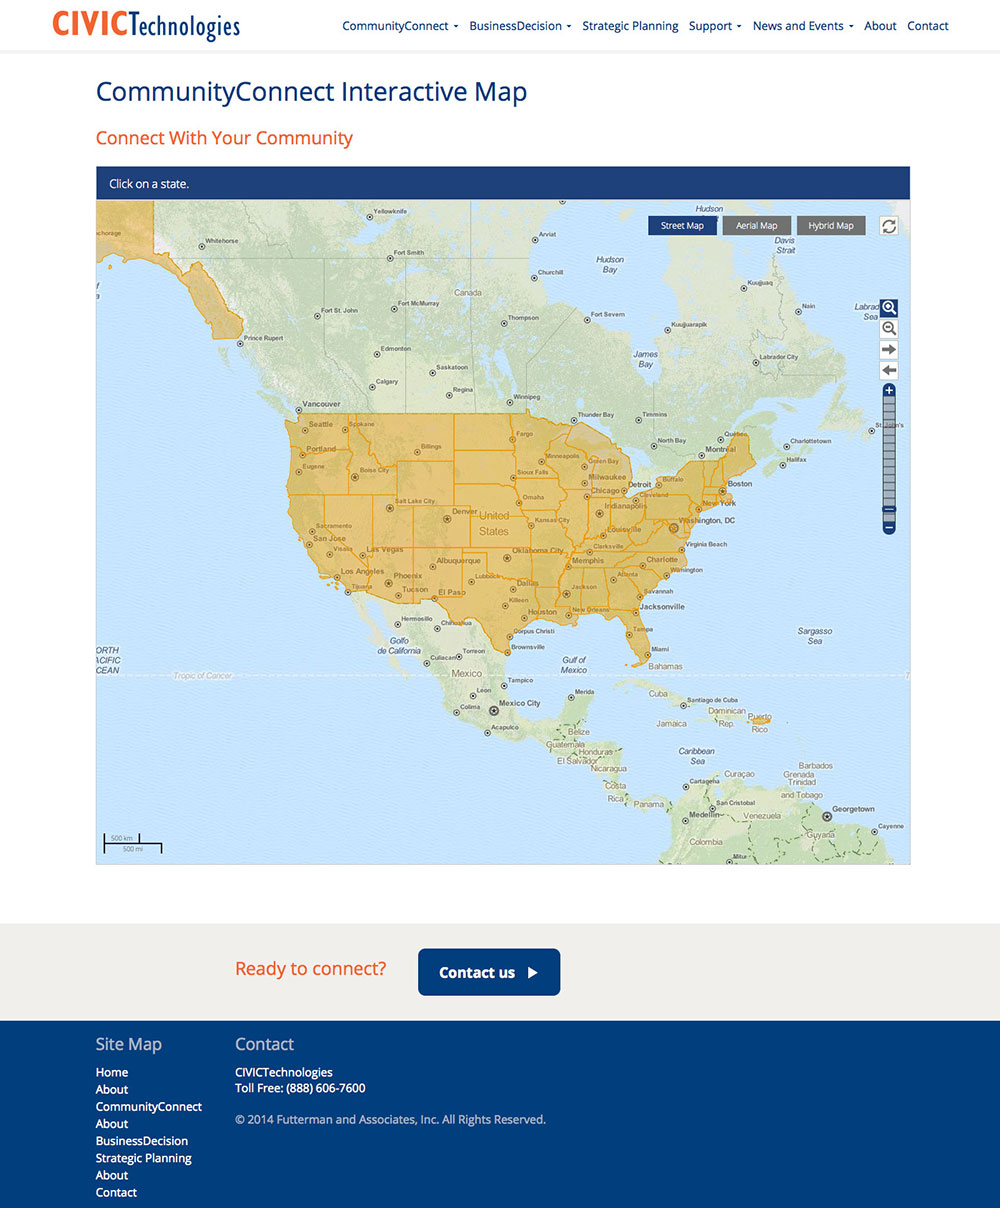 CIVICTechnologies
CommunityConnect BusinessDecision Strategic Planning Support News and Events About Contact
CommunityConnect Interactive Map
Connect With Your Community
Click on a state.
Street Map Aerial Map Hybrid Map
Hudson
Yellowknife
chorage
Whitehorse
Arviat
Davis
Strait
Fort Smith
Hudson
Bay
Churchill
Kuujjuaq
Canada
Fort McMurray
Nain
Labrad
Sea
Fort St. John
Thompson
Fort Severn
Kuujjuarapik
Prince Rupert
Edmonton
James
Bay
Labrador City
Saskatoon
Calgary
Regina
Winnipeg
Vancouver
Thunder Bay
Timmins
St. John's
Seattle
Spokane
Fargo
North Bay
Québec
Charlottetown
Portland
Billings
Minneapolis
Green Bay
Montreal
Halifax
Eugene
Boise City
Sioux Falls
Milwaukee
Detroit
Buffalo
Boston
Chicago
Cleveland
Salt Lake City
Omaha
Indianapolis
New York
Denver
United
States
Kansas City
Washington, DC
Sacramento
Louisville
San Jose
Visalia
Las Vegas
Oklahoma City
Clarksville
Virginia Beach
Albuquerque
Memphis
Charlotte
Los Angeles
Phoenix
Lubbock
Atlanta
Wilmington
Tijuana
Tucson
El Paso
Dallas
Jackson
Savannah
Killeen
Houston
New Orleans
Jacksonville
Hermosillo
Chihuahua
Corpus Christi
Tampa
Sargasso
Sea
Golfo
de California
Brownsville
Miami
ORTH
ACIFIC
CEAN
Culiacan
Torreon
Gulf of
Mexico
Bahamas
Tropic of Cancer
Mexico
Tampico
Leon
Merida
Cuba
Santiago de Cuba
Colima
Mexico City
Dominican
Rep.
Puerto
Rico
Jamaica
Acapulco
Belize
Guatemala
Honduras
El Salvador
Nicaragua
Caribbean
Sea
Barbados
Grenada
Trinidad
and Tobago
Curaçao
Cartagena
Costa
Rica
Panama
San Cristobal
Georgetown
Medellin
Venezuela
Cayenne
Guyana
Colombia
Mitu
500 km
500 mi
Ready to connect? Contact us
Site Map
Home
About
CommunityConnect
About
BusinessDecision
Strategic Planning
About
Contact
Contact
CIVICTechnologies
Toll Free: (888) 606-7600
© 2014 Futterman and Associates, Inc. All Rights Reserved.